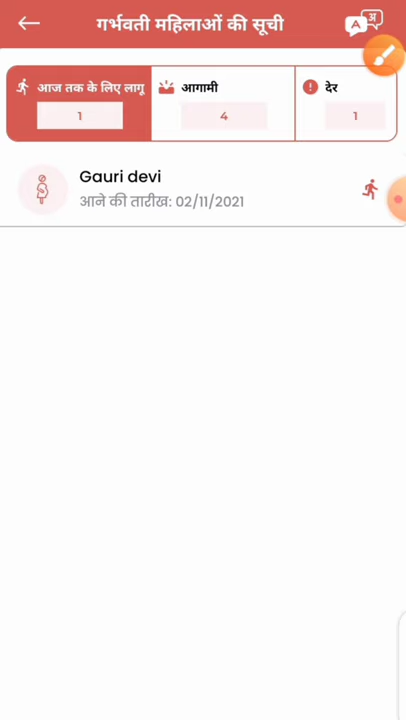 गर्भवती महिलाओं की सूची
A अ
आज तक के लिए लागू
1
आगामी
4
देर
1
Gauri devi
आने की तारीख: 02/11/2021